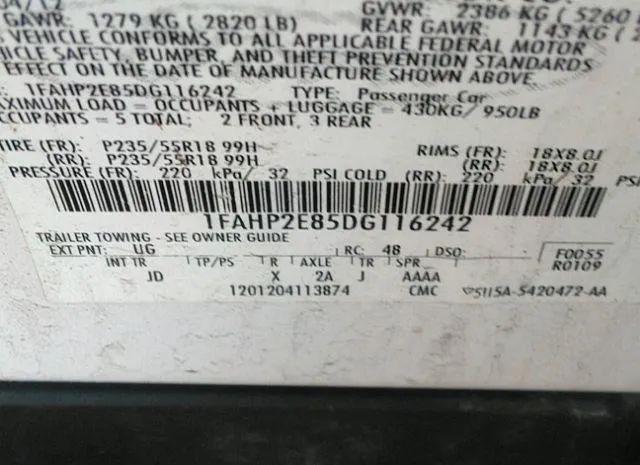 04/12
GVWR: 2386 KG ( 5260
GAWR: 1279 KG ( 2820 LB)
REAR GAWR: 1143 KG ( 2
VEHICLE CONFORMS TO ALL APPLICABLE FEDERAL MOTOR
VEHICLE SAFETY, BUMPER, AND THEFT PREVENTION STANDARDS
EFFECT ON THE DATE OF MANUFACTURE SHOWN ABOVE.
1FAHP2E85DG116242 TYPE: Passenger Car
MAXIMUM LOAD = OCCUPANTS + LUGGAGE = 430KG/ 950LB
OCCUPANTS = 5 TOTAL; 2 FRONT, 3 REAR
TIRE (FR): P235/55R18 99H RIMS (FR): 18X8.0J
(RR): P235/55R18 99H (RR): 18X8.0J
PRESSURE (FR): 220 kPa/ 32 PSI COLD (RR): 220 kPa/ 32 PSI
1FAHP2E85DG116242
TRAILER TOWING - SEE OWNER GUIDE
EXT PNT: UG RC: 48 DSO: F0055
INT TR TP/PS R AXLE TR SPR R0109
JD X 2A J AAAA
1201204113874 CMC 5U5A-5420472-AA